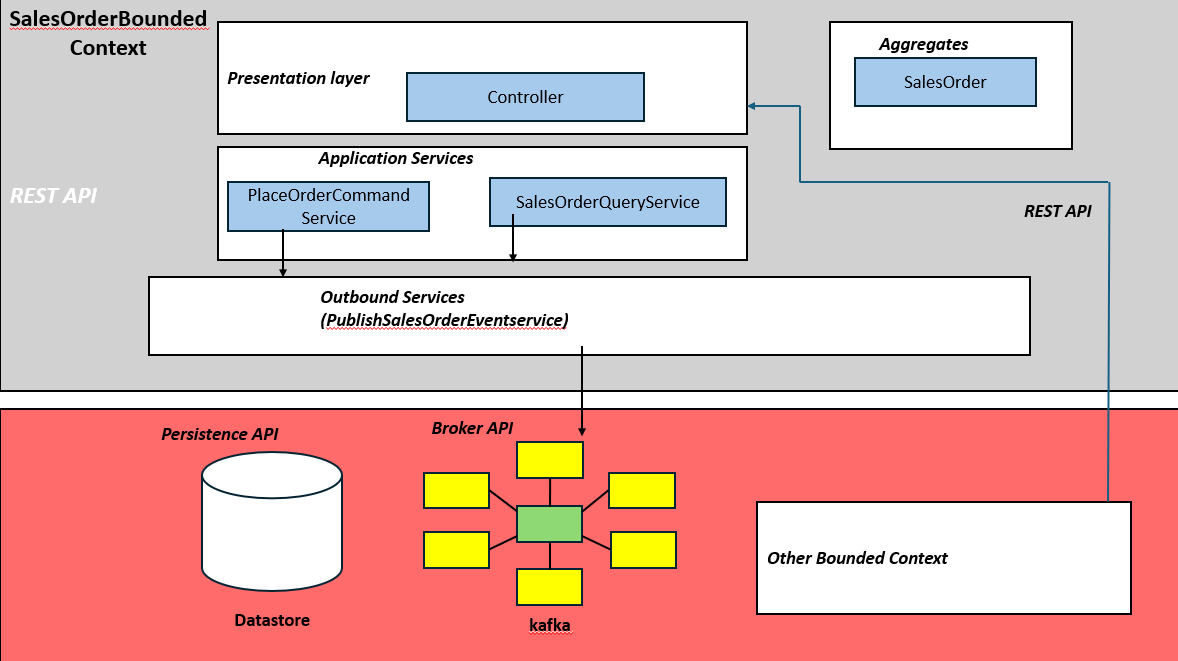 SalesOrderBounded
Context
Presentation layer
Controller
Aggregates
SalesOrder
Application Services
PlaceOrderCommand
Service
SalesOrderQueryService
REST API
REST API
Outbound Services
(PublishSalesOrderEventservice)
Persistence API
Broker API
Other Bounded Context
Datastore
kafka